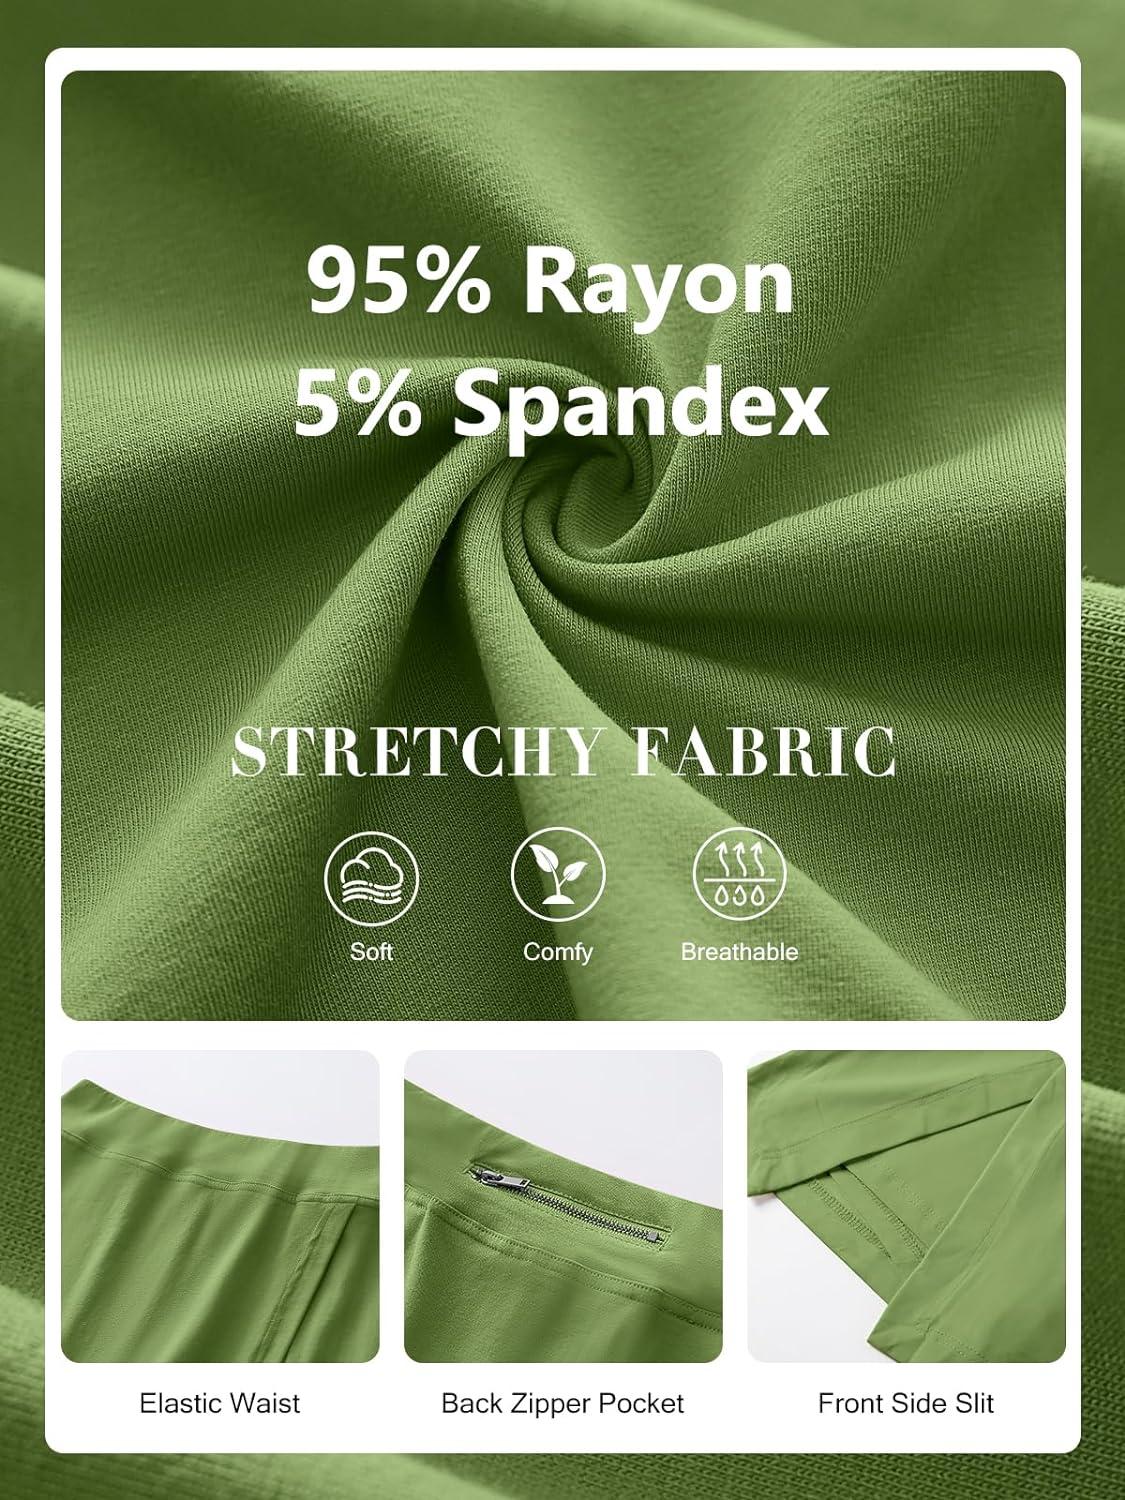 95% Rayon
5% Spandex
STRETCHY FABRIC
Soft
Comfy
Breathable
Elastic Waist
Back Zipper Pocket
Front Side Slit